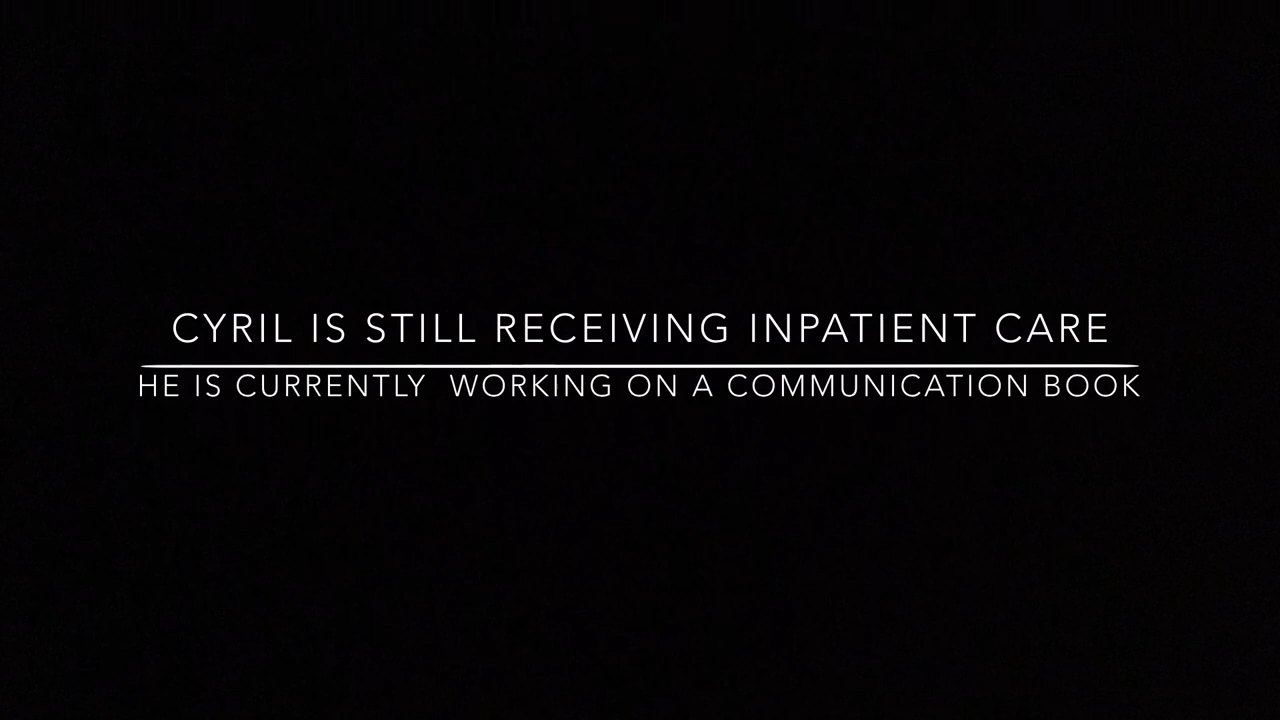 CYRIL IS STILL RECEIVING INPATIENT CARE
HE IS CURRENTLY  WORKING ON A COMMUNICATION BOOK